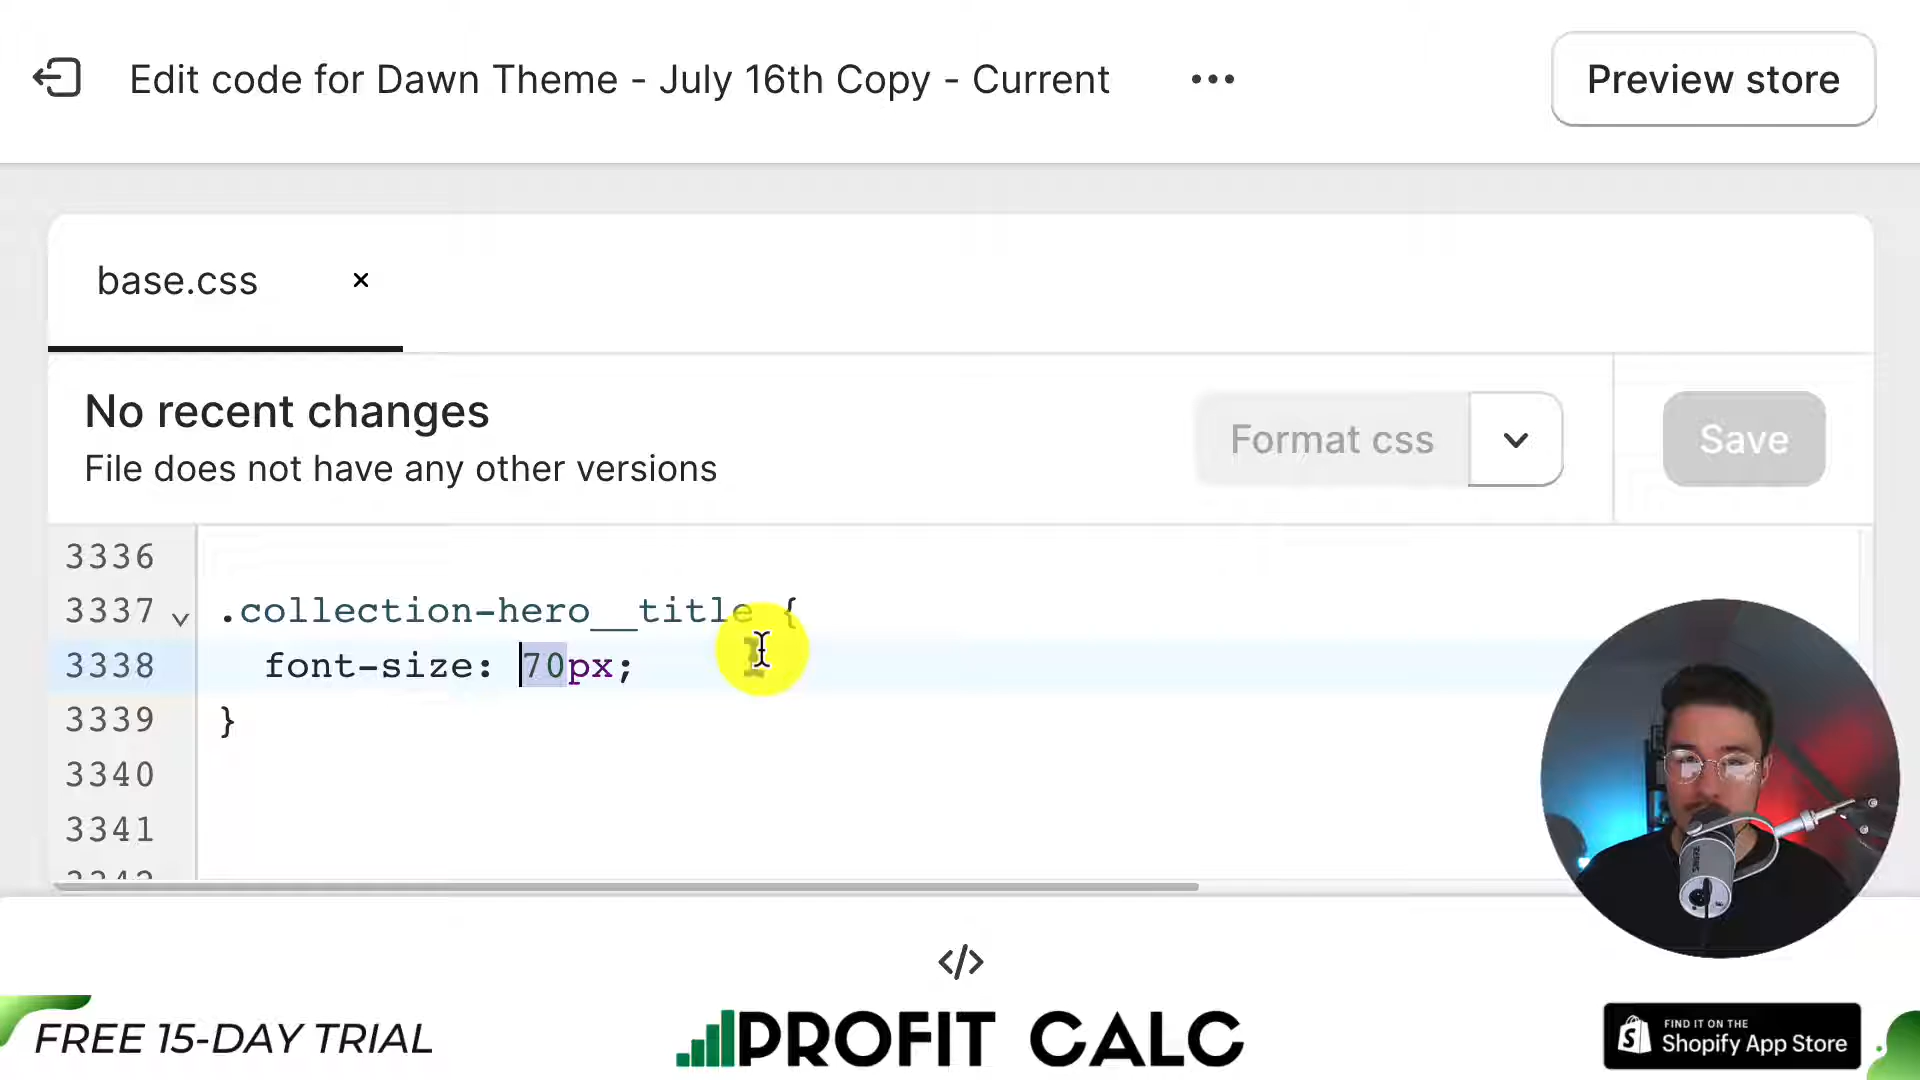 Edit code for Dawn Theme - July 16th Copy - Current
Preview store
base.css
No recent changes
File does not have any other versions
Format css
Save
3336
3337 .collection-hero__title {
3338 font-size: 70px;
3339 }
3340
3341
3342
FREE 15-DAY TRIAL
PROFIT CALC
FIND IT ON THE
Shopify App Store